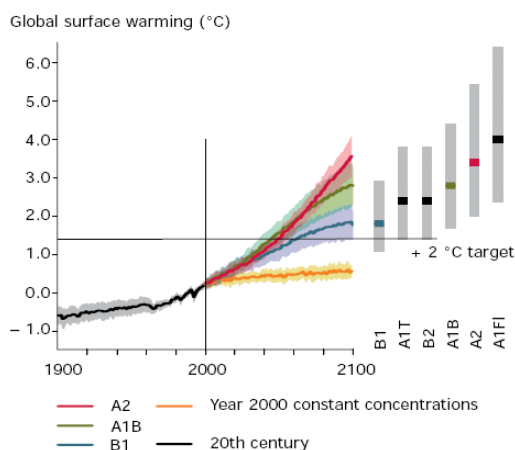 Global surface warming (°C)
6.0
5.0
4.0
3.0
2.0
1.0
0.0
– 1.0
+ 2 °C target
B1
A1T
B2
A1B
A2
A1FI
1900 2000 2100
A2 Year 2000 constant concentrations
A1B
B1 20th century